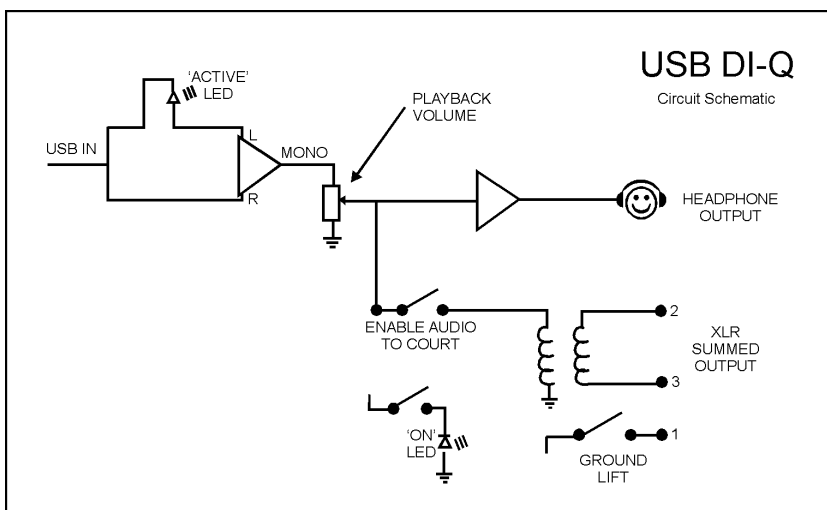 USB DI-Q
Circuit Schematic
'ACTIVE'
LED
PLAYBACK
VOLUME
USB IN
L
MONO
R
HEADPHONE
OUTPUT
ENABLE AUDIO
TO COURT
2
XLR
SUMMED
OUTPUT
3
'ON'
LED
1
GROUND
LIFT